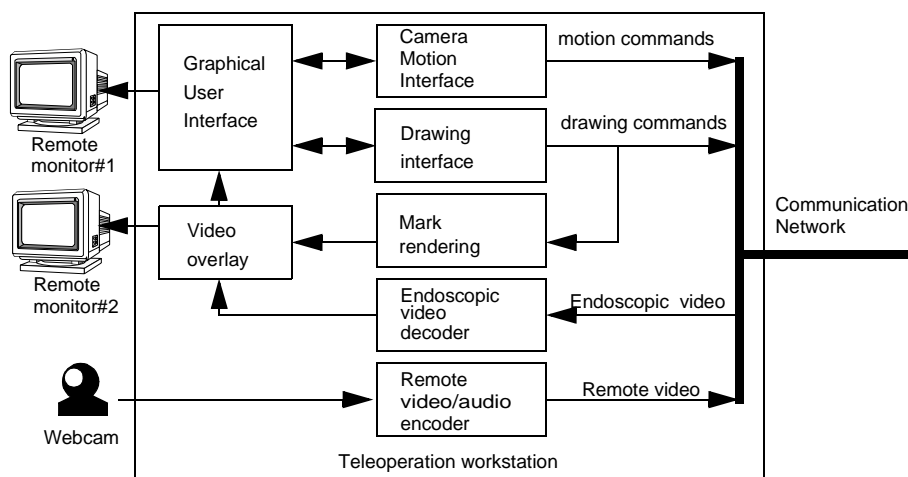 Graphical
User
Interface
Camera
Motion
Interface
motion commands
Remote
monitor#1
Drawing
interface
drawing commands
Video
overlay
Mark
rendering
Communication
Network
Remote
monitor#2
Endoscopic
video
decoder
Endoscopic video
Remote
video/audio
encoder
Remote video
Webcam
Teleoperation workstation